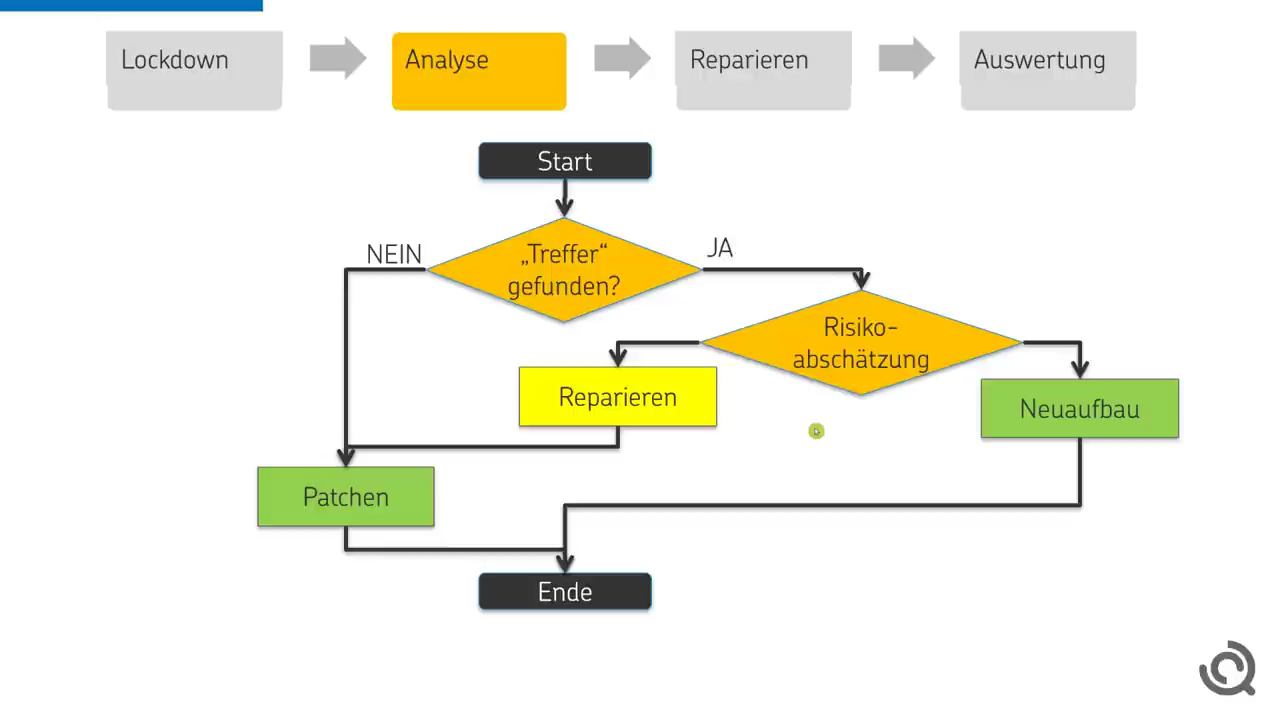 Lockdown
Analyse
Reparieren
Auswertung
Start
NEIN
„Treffer“
gefunden?
JA
Risiko-
abschätzung
Reparieren
Neuaufbau
Patchen
Ende